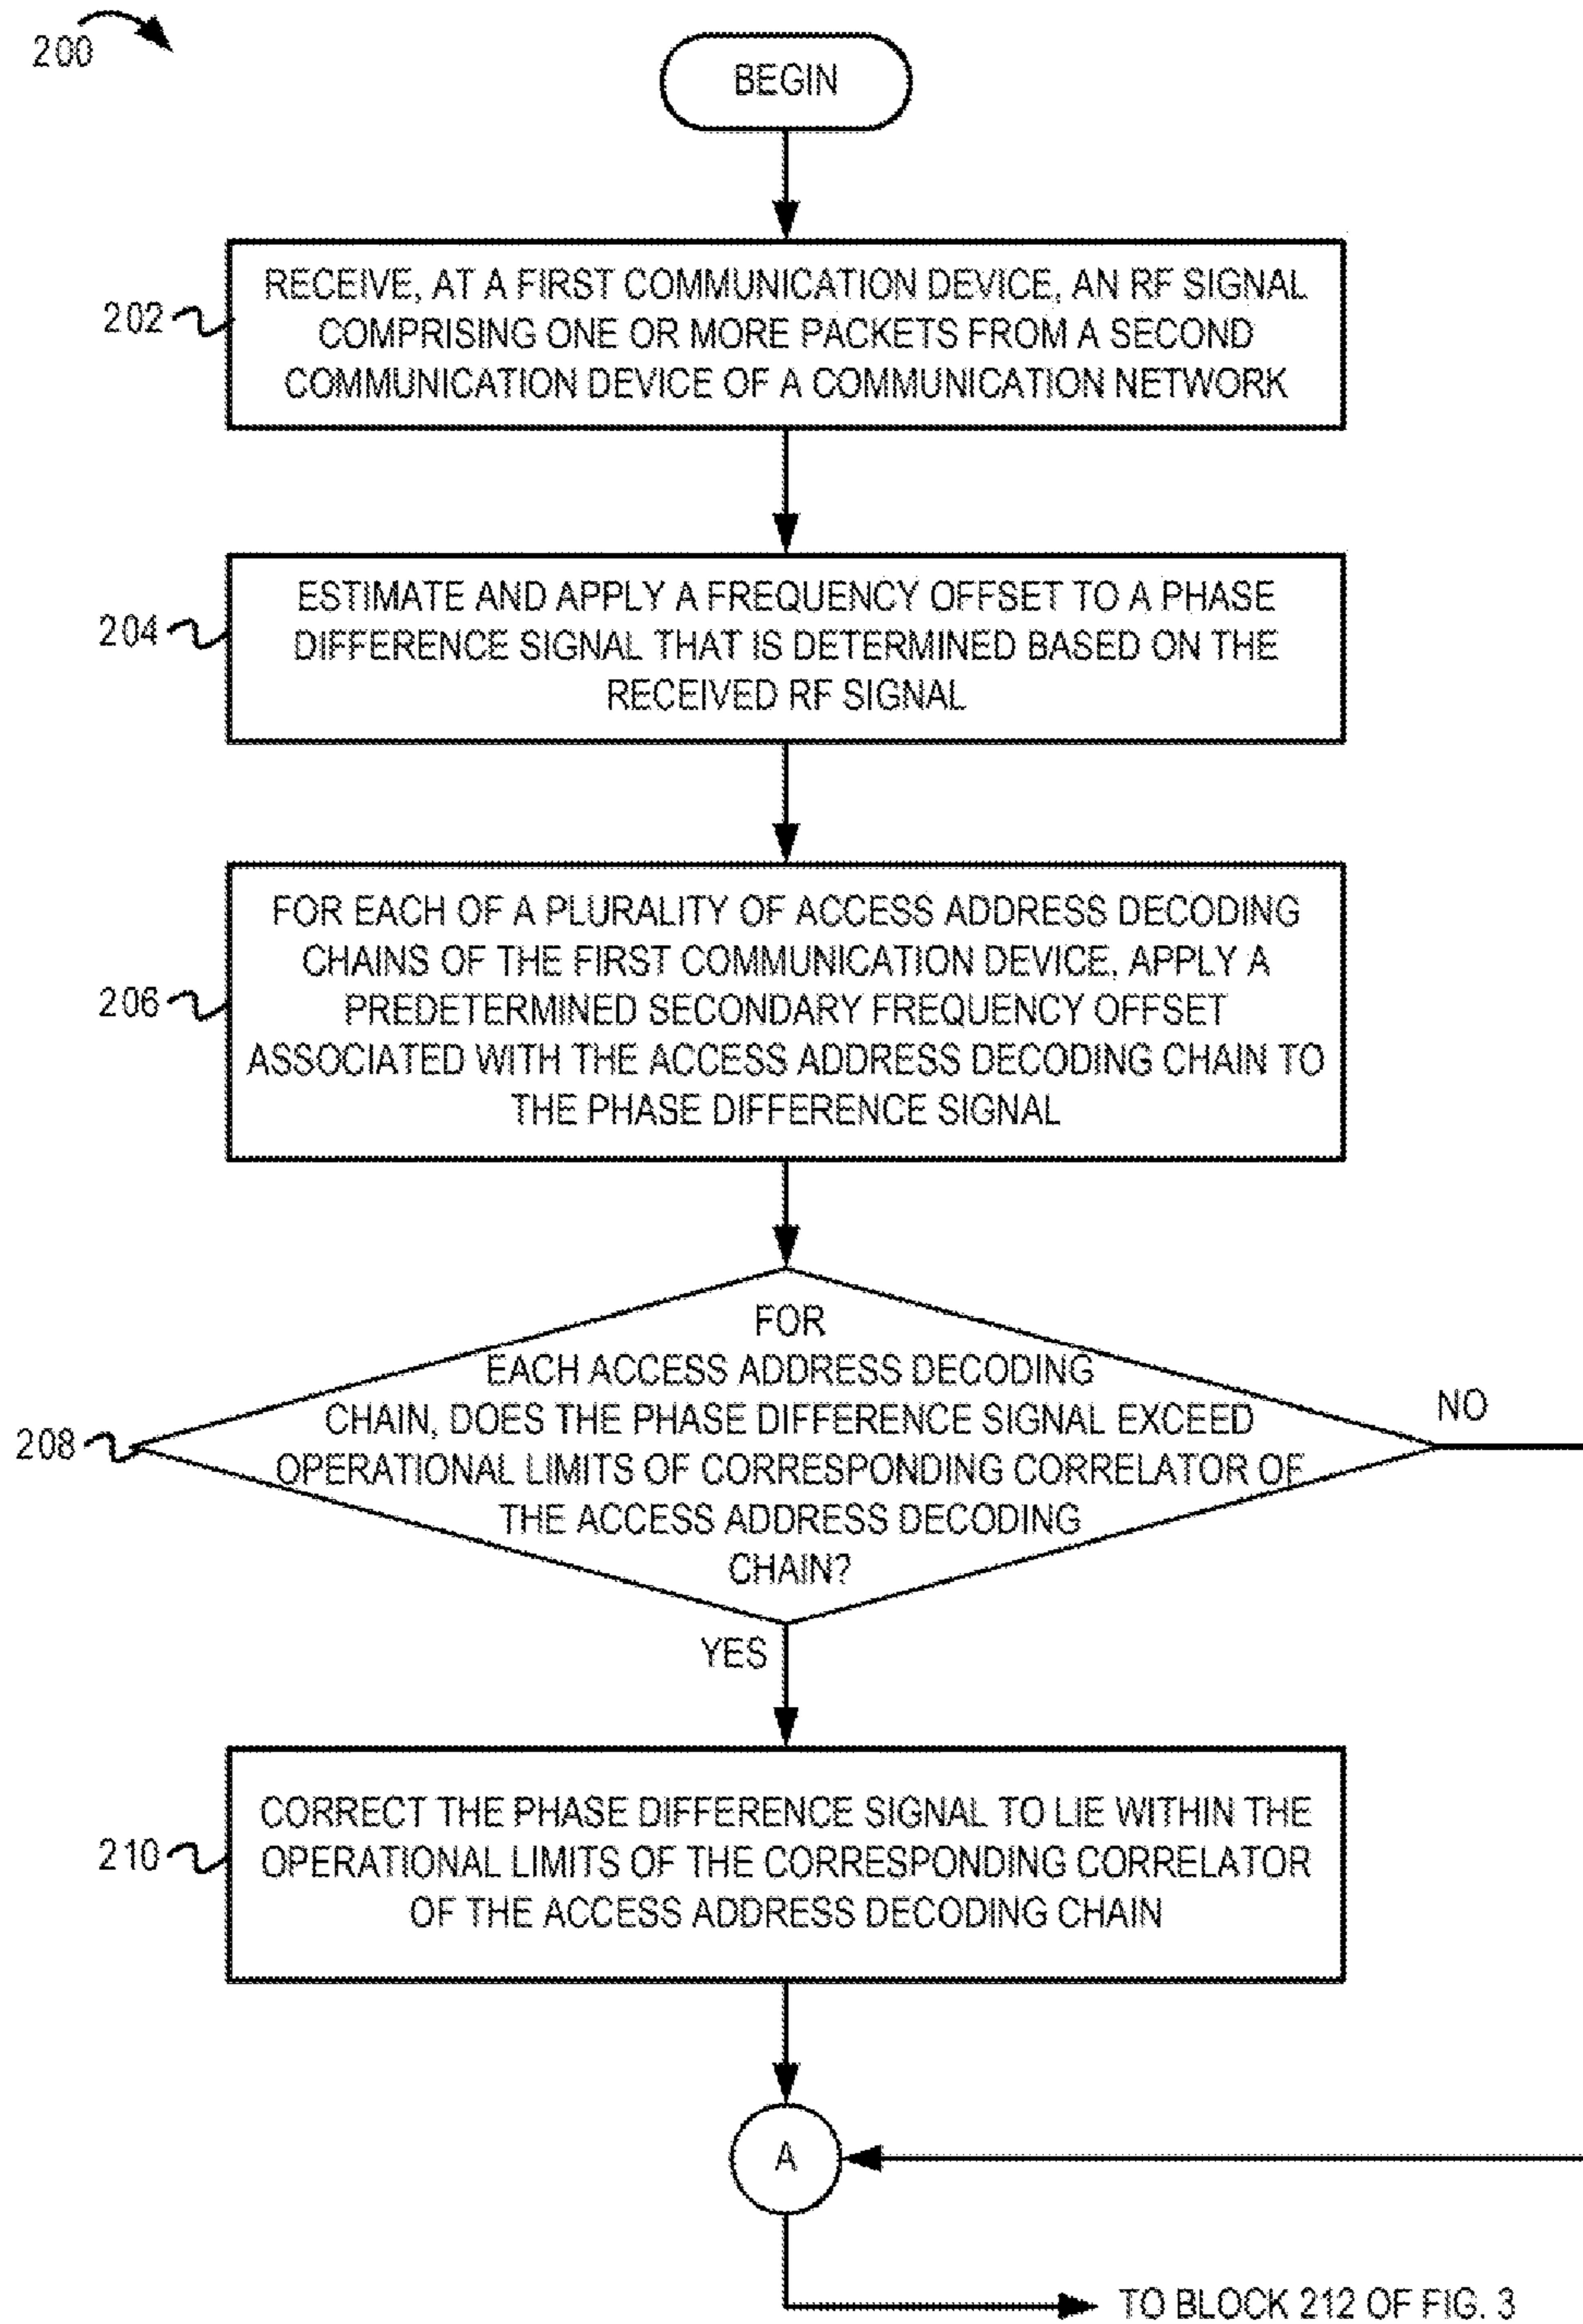 200
BEGIN
202
RECEIVE, AT A FIRST COMMUNICATION DEVICE, AN RF SIGNAL
COMPRISING ONE OR MORE PACKETS FROM A SECOND
COMMUNICATION DEVICE OF A COMMUNICATION NETWORK
204
ESTIMATE AND APPLY A FREQUENCY OFFSET TO A PHASE
DIFFERENCE SIGNAL THAT IS DETERMINED BASED ON THE
RECEIVED RF SIGNAL
206
FOR EACH OF A PLURALITY OF ACCESS ADDRESS DECODING
CHAINS OF THE FIRST COMMUNICATION DEVICE, APPLY A
PREDETERMINED SECONDARY FREQUENCY OFFSET
ASSOCIATED WITH THE ACCESS ADDRESS DECODING CHAIN TO
THE PHASE DIFFERENCE SIGNAL
208
FOR
EACH ACCESS ADDRESS DECODING
CHAIN, DOES THE PHASE DIFFERENCE SIGNAL EXCEED
OPERATIONAL LIMITS OF CORRESPONDING CORRELATOR OF
THE ACCESS ADDRESS DECODING
CHAIN?
NO
YES
210
CORRECT THE PHASE DIFFERENCE SIGNAL TO LIE WITHIN THE
OPERATIONAL LIMITS OF THE CORRESPONDING CORRELATOR
OF THE ACCESS ADDRESS DECODING CHAIN
A
TO BLOCK 212 OF FIG. 3